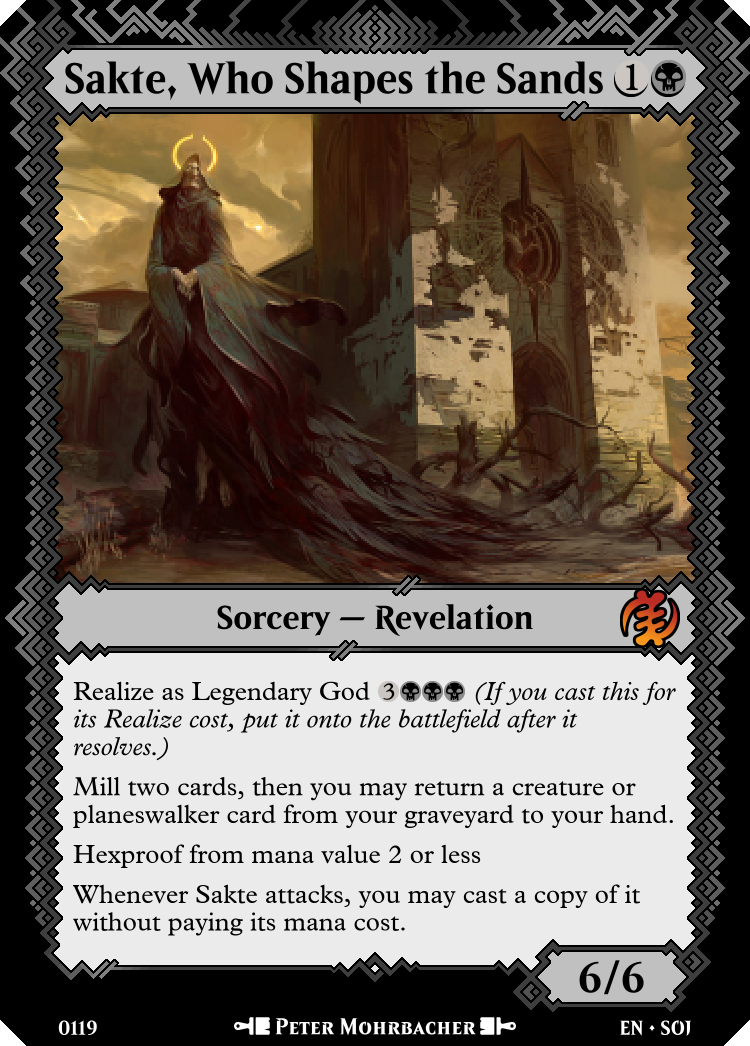 Sakte, Who Shapes the Sands 1
Sorcery — Revelation
Realize as Legendary God 3 (If you cast this for
its Realize cost, put it onto the battlefield after it
resolves.)
Mill two cards, then you may return a creature or
planeswalker card from your graveyard to your hand.
Hexproof from mana value 2 or less
Whenever Sakte attacks, you may cast a copy of it
without paying its mana cost.
6/6
0119 Peter Mohrbacher EN • SOI